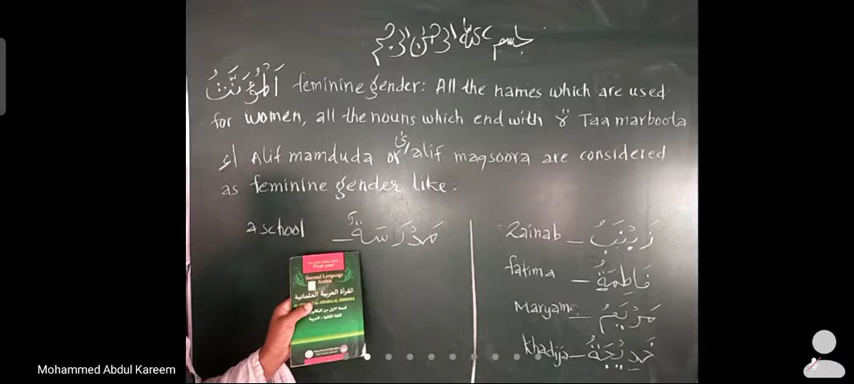 بسم الله الرحمن الرحيم
اَلْمُؤَنَّثُ feminine gender: All the names which are used
for women, all the nouns which end with ة Taa marboota
اء Alif mamduda or ى alif maqsoora are considered
as feminine gender like:
a school – مَدْرَسَةٌ
Zainab – زَيْنَبُ
fatima – فَاطِمَةُ
Maryam – مَرْيَمُ
Khadija – خَدِيْجَةُ
First year
Second Language
Arabic
Mohammed Abdul Kareem